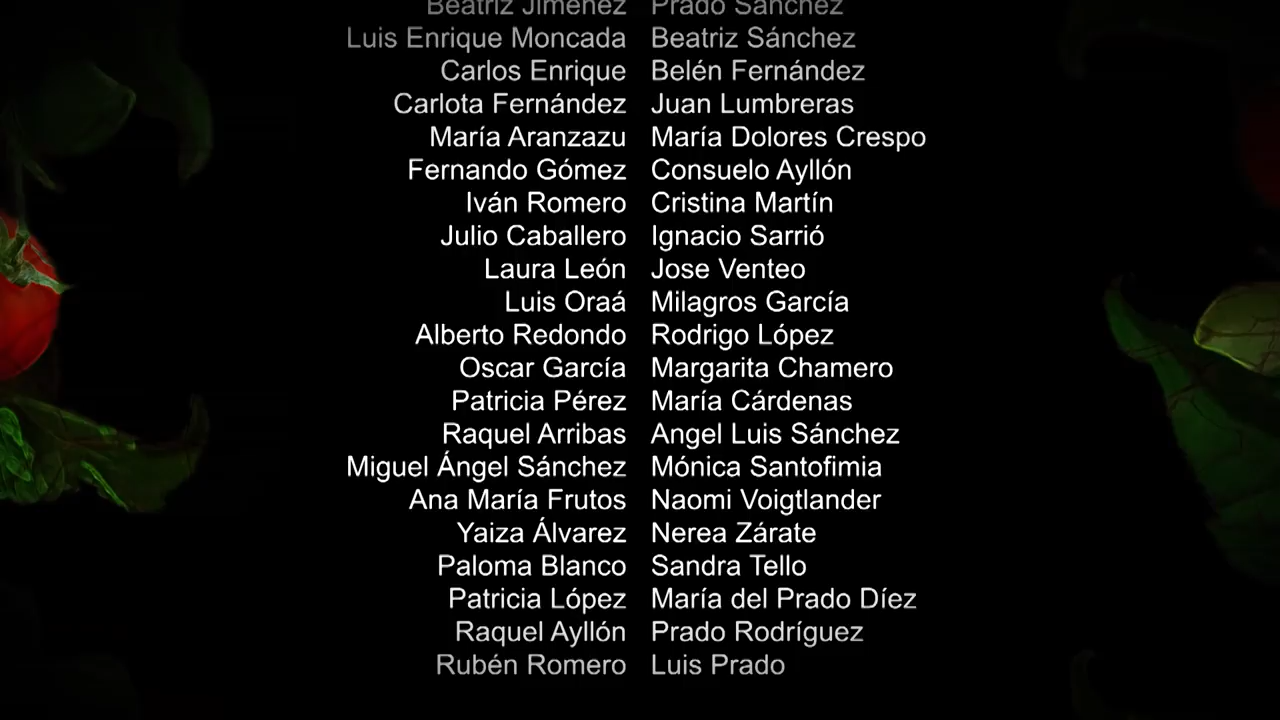 Beatriz Jiménez Prado Sánchez
Luis Enrique Moncada Beatriz Sánchez
Carlos Enrique Belén Fernández
Carlota Fernández Juan Lumbreras
María Aranzazu María Dolores Crespo
Fernando Gómez Consuelo Ayllón
Iván Romero Cristina Martín
Julio Caballero Ignacio Sarrió
Laura León Jose Venteo
Luis Oraá Milagros García
Alberto Redondo Rodrigo López
Oscar García Margarita Chamero
Patricia Pérez María Cárdenas
Raquel Arribas Angel Luis Sánchez
Miguel Ángel Sánchez Mónica Santofimia
Ana María Frutos Naomi Voigtlander
Yaiza Álvarez Nerea Zárate
Paloma Blanco Sandra Tello
Patricia López María del Prado Díez
Raquel Ayllón Prado Rodríguez
Rubén Romero Luis Prado